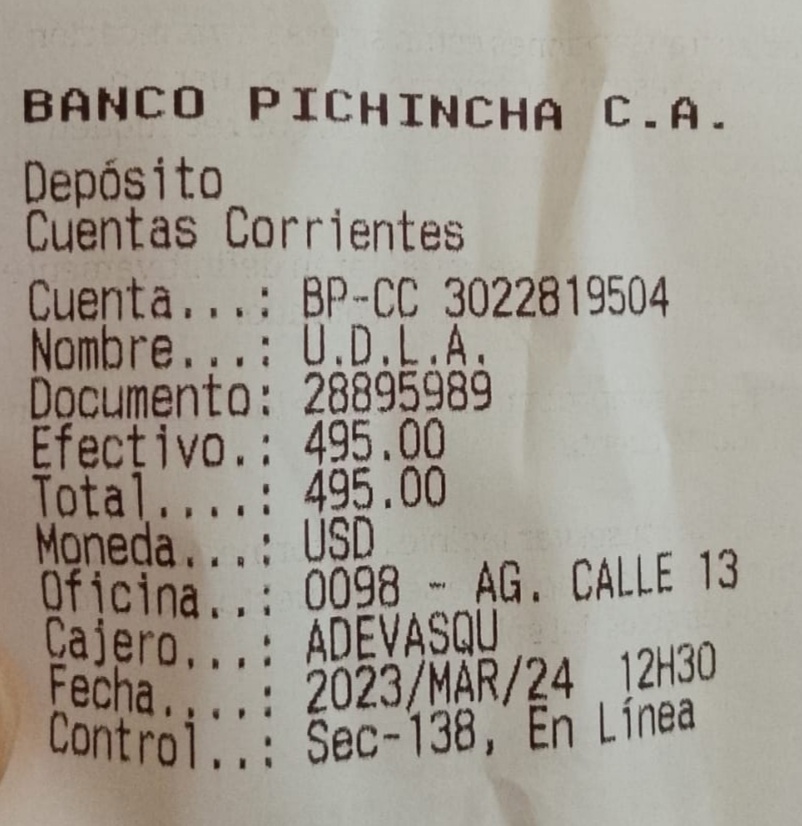 BANCO PICHINCHA C.A.
Depósito
Cuentas Corrientes
Cuenta...: BP-CC 3022819504
Nombre...: U.D.L.A.
Documento: 28895989
Efectivo.: 495.00
Total....: 495.00
Moneda...: USD
Oficina..: 0098 - AG. CALLE 13
Cajero...: ADEVASQU
Fecha....: 2023/MAR/24 12H30
Control..: Sec-138, En Línea